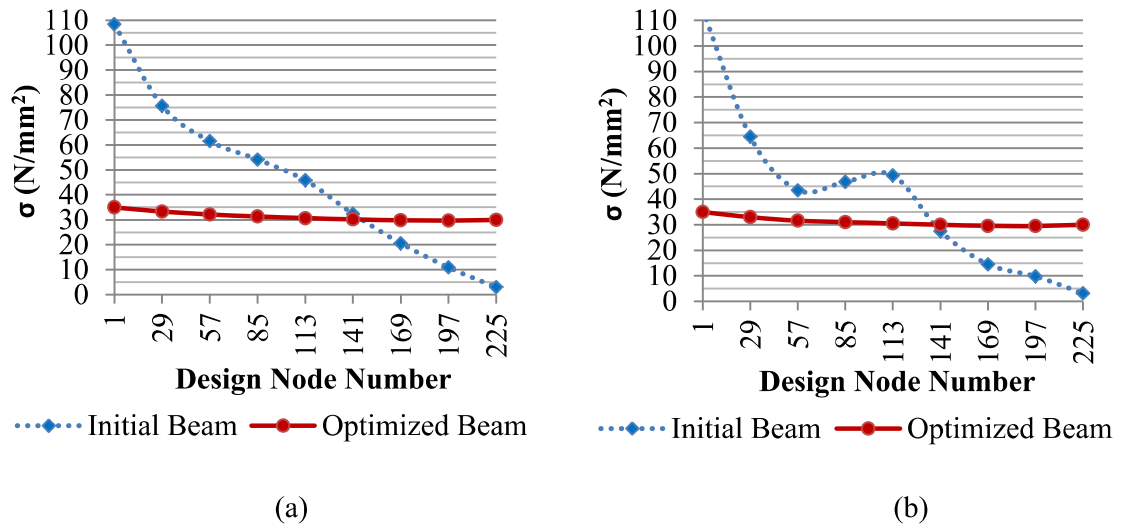 110
100
90
80
70
60
50
40
30
20
10
0
σ (N/mm²)
1 29 57 85 113 141 169 197 225
Design Node Number
Initial Beam Optimized Beam
(a)
110
100
90
80
70
60
50
40
30
20
10
0
σ (N/mm²)
1 29 57 85 113 141 169 197 225
Design Node Number
Initial Beam Optimized Beam
(b)